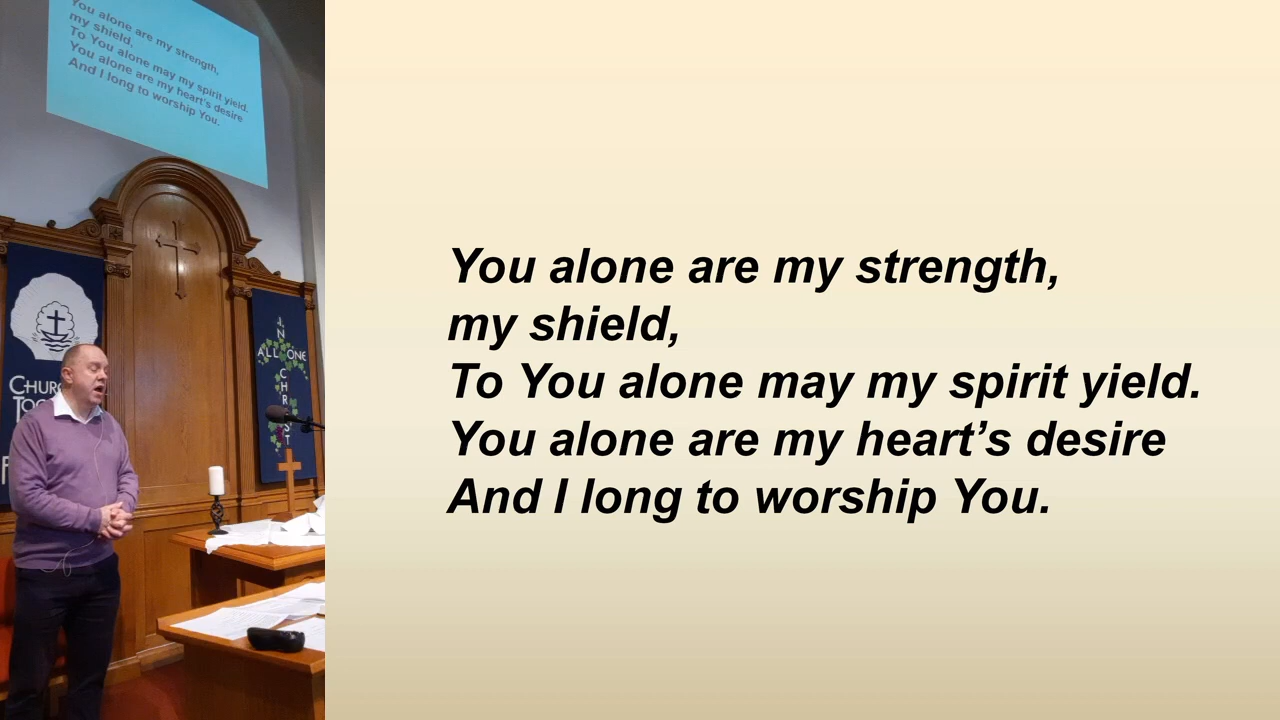 You alone are my strength,
my shield,
To You alone may my spirit yield.
You alone are my heart's desire
And I long to worship You.
ALL ONE
IN
CHRIST
You alone are my strength,
my shield,
To You alone may my spirit yield.
You alone are my heart’s desire
And I long to worship You.